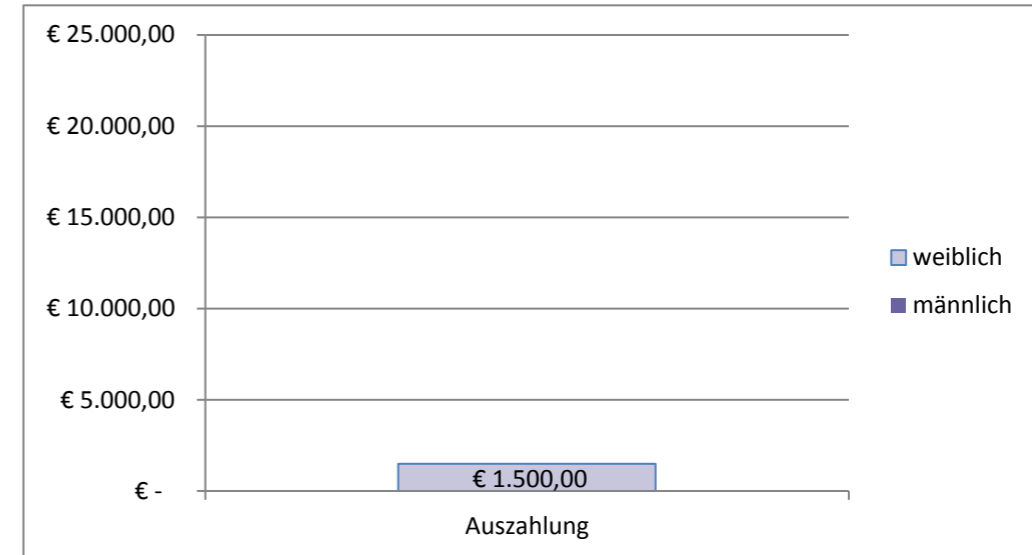 € 25.000,00
€ 20.000,00
€ 15.000,00
€ 10.000,00
€ 5.000,00
€ -
€ 1.500,00
Auszahlung
weiblich
männlich